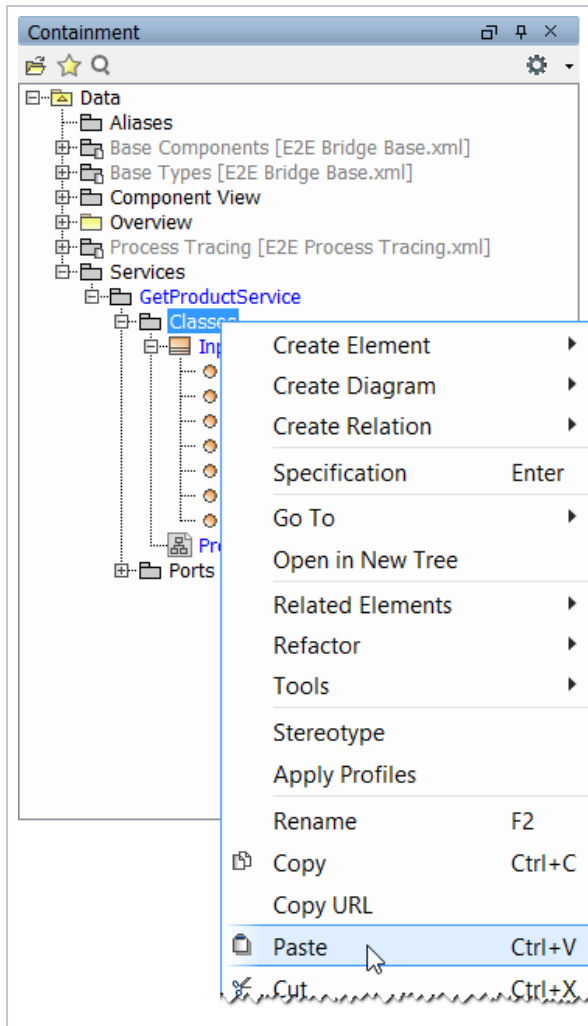 Containment
Data
Aliases
Base Components [E2E Bridge Base.xml]
Base Types [E2E Bridge Base.xml]
Component View
Overview
Process Tracing [E2E Process Tracing.xml]
Services
GetProductService
Classes
Create Element
Create Diagram
Create Relation
Specification Enter
Go To
Open in New Tree
Related Elements
Ports
Refactor
Tools
Stereotype
Apply Profiles
Rename F2
Copy Ctrl+C
Copy URL
Paste Ctrl+V
Cut Ctrl+X